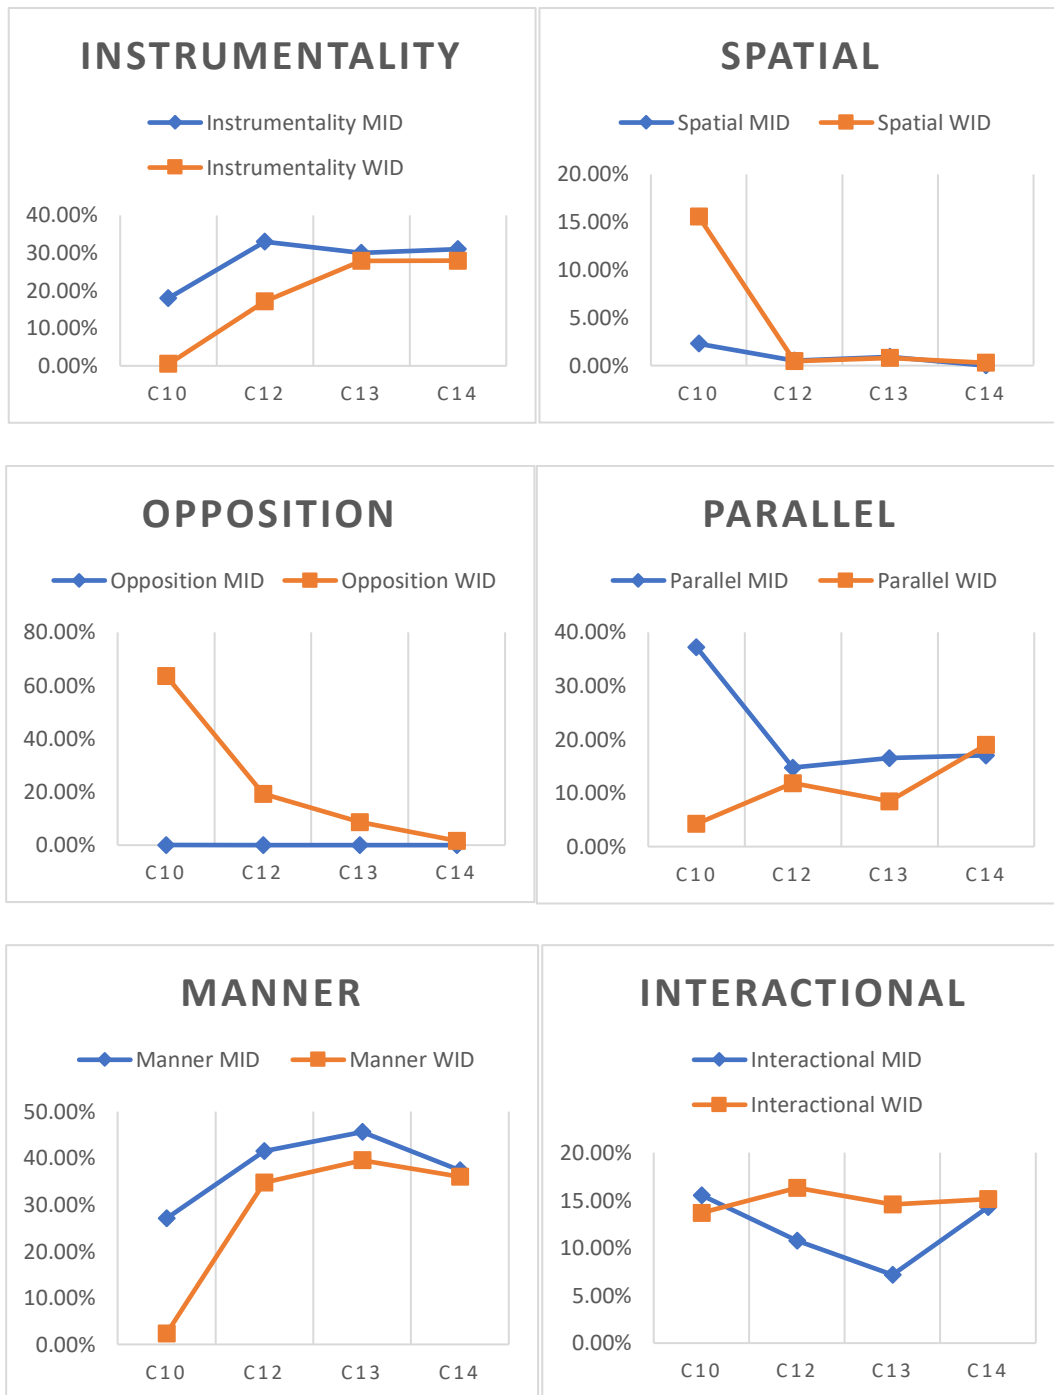 INSTRUMENTALITY
Instrumentality MID
Instrumentality WID
40.00%
30.00%
20.00%
10.00%
0.00%
C10 C12 C13 C14
SPATIAL
Spatial MID Spatial WID
20.00%
15.00%
10.00%
5.00%
0.00%
C10 C12 C13 C14
OPPOSITION
Opposition MID Opposition WID
80.00%
60.00%
40.00%
20.00%
0.00%
C10 C12 C13 C14
PARALLEL
Parallel MID Parallel WID
40.00%
30.00%
20.00%
10.00%
0.00%
C10 C12 C13 C14
MANNER
Manner MID Manner WID
50.00%
40.00%
30.00%
20.00%
10.00%
0.00%
C10 C12 C13 C14
INTERACTIONAL
Interactional MID
Interactional WID
20.00%
15.00%
10.00%
5.00%
0.00%
C10 C12 C13 C14